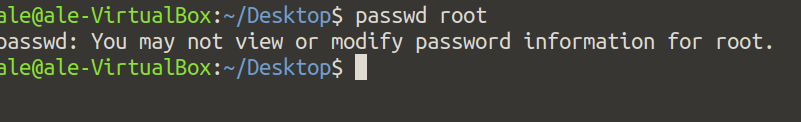 ale@ale-VirtualBox:~/Desktop$ passwd root
passwd: You may not view or modify password information for root.
ale@ale-VirtualBox:~/Desktop$